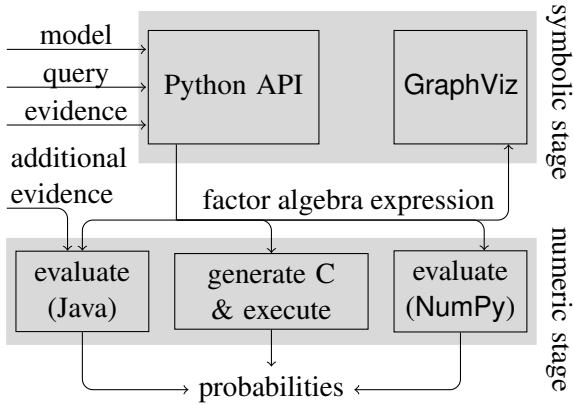 model
query
evidence
Python API
GraphViz
symbolic stage
additional
evidence
factor algebra expression
evaluate
(Java)
generate C
& execute
evaluate
(NumPy)
numeric stage
probabilities